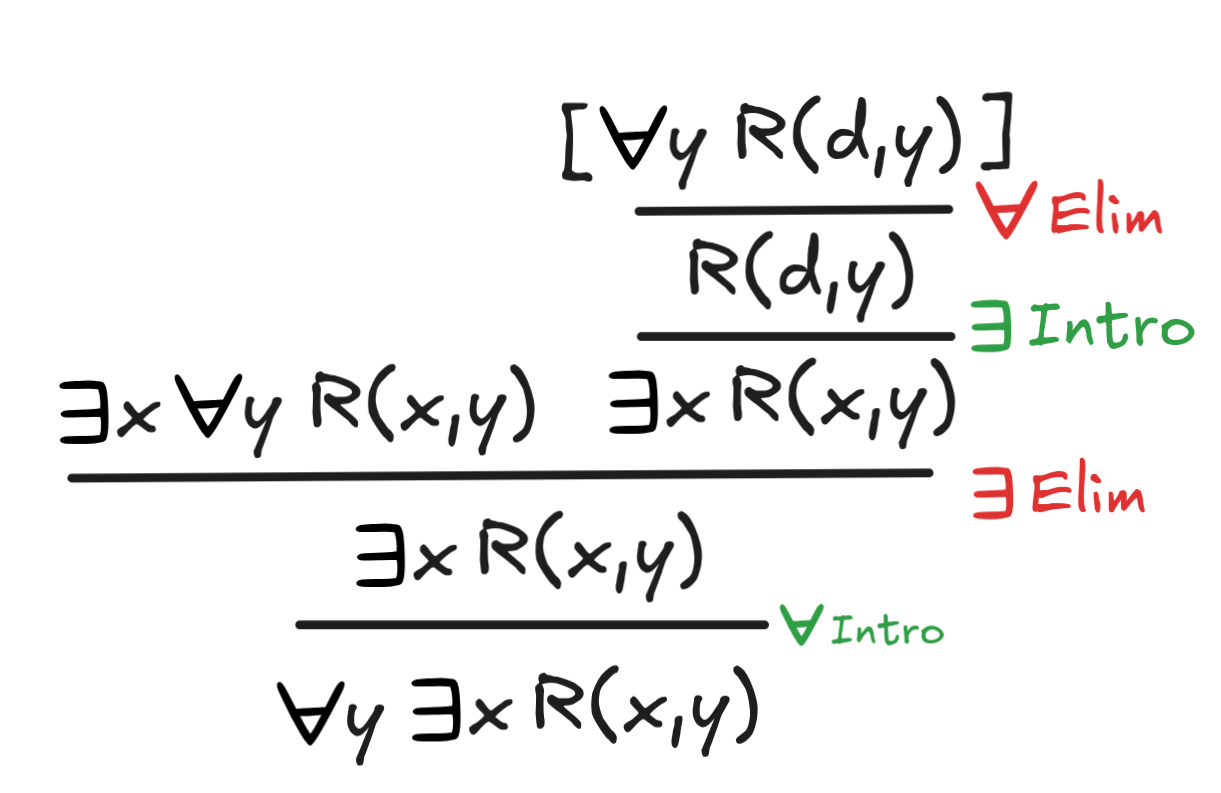 [∀y R(d,y)]
∀ Elim
R(d,y)
∃ Intro
∃x ∀y R(x,y) ∃x R(x,y)
∃ Elim
∃x R(x,y)
∀ Intro
∀y ∃x R(x,y)